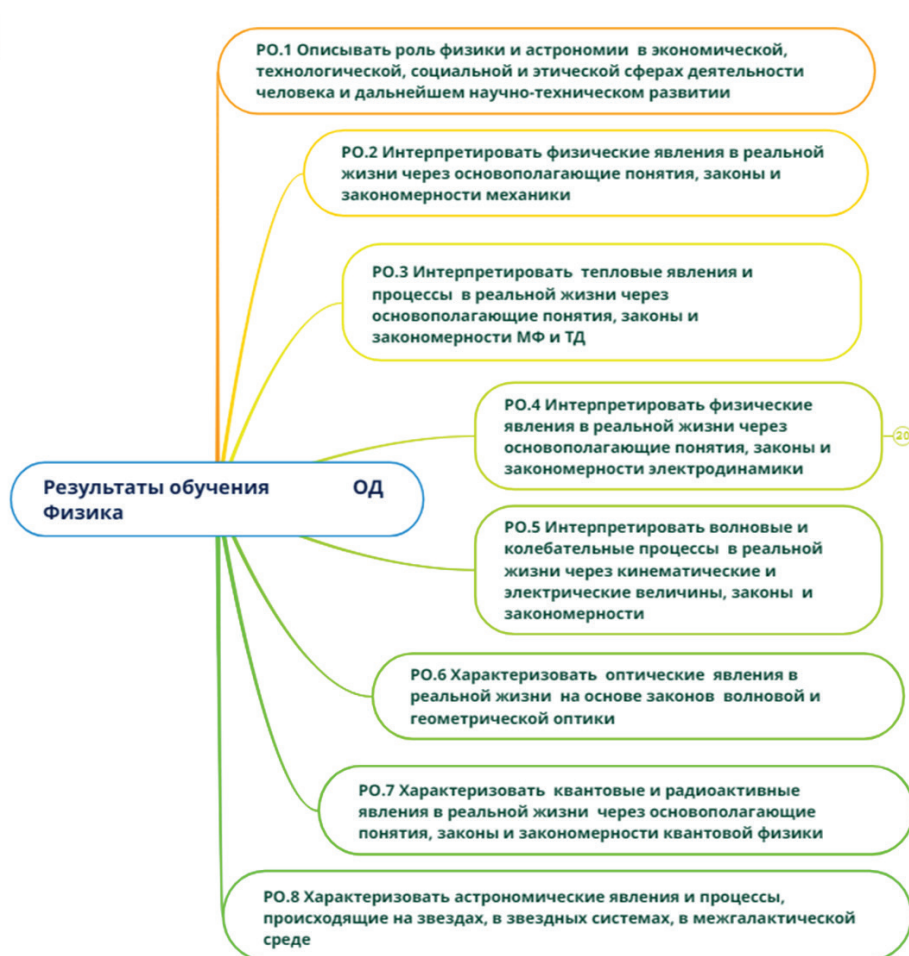 РО.1 Описывать роль физики и астрономии в экономической,
технологической, социальной и этической сферах деятельности
человека и дальнейшем научно-техническом развитии
РО.2 Интерпретировать физические явления в реальной
жизни через основополагающие понятия, законы и
закономерности механики
РО.3 Интерпретировать тепловые явления и
процессы в реальной жизни через
основополагающие понятия, законы и
закономерности МФ и ТД
РО.4 Интерпретировать физические
явления в реальной жизни через
основополагающие понятия, законы и
закономерности электродинамики
20
Результаты обучения ОД
Физика
РО.5 Интерпретировать волновые и
колебательные процессы в реальной
жизни через кинематические и
электрические величины, законы и
закономерности
РО.6 Характеризовать оптические явления в
реальной жизни на основе законов волновой и
геометрической оптики
РО.7 Характеризовать квантовые и радиоактивные
явления в реальной жизни через основополагающие
понятия, законы и закономерности квантовой физики
РО.8 Характеризовать астрономические явления и процессы,
происходящие на звездах, в звездных системах, в межгалактической
среде